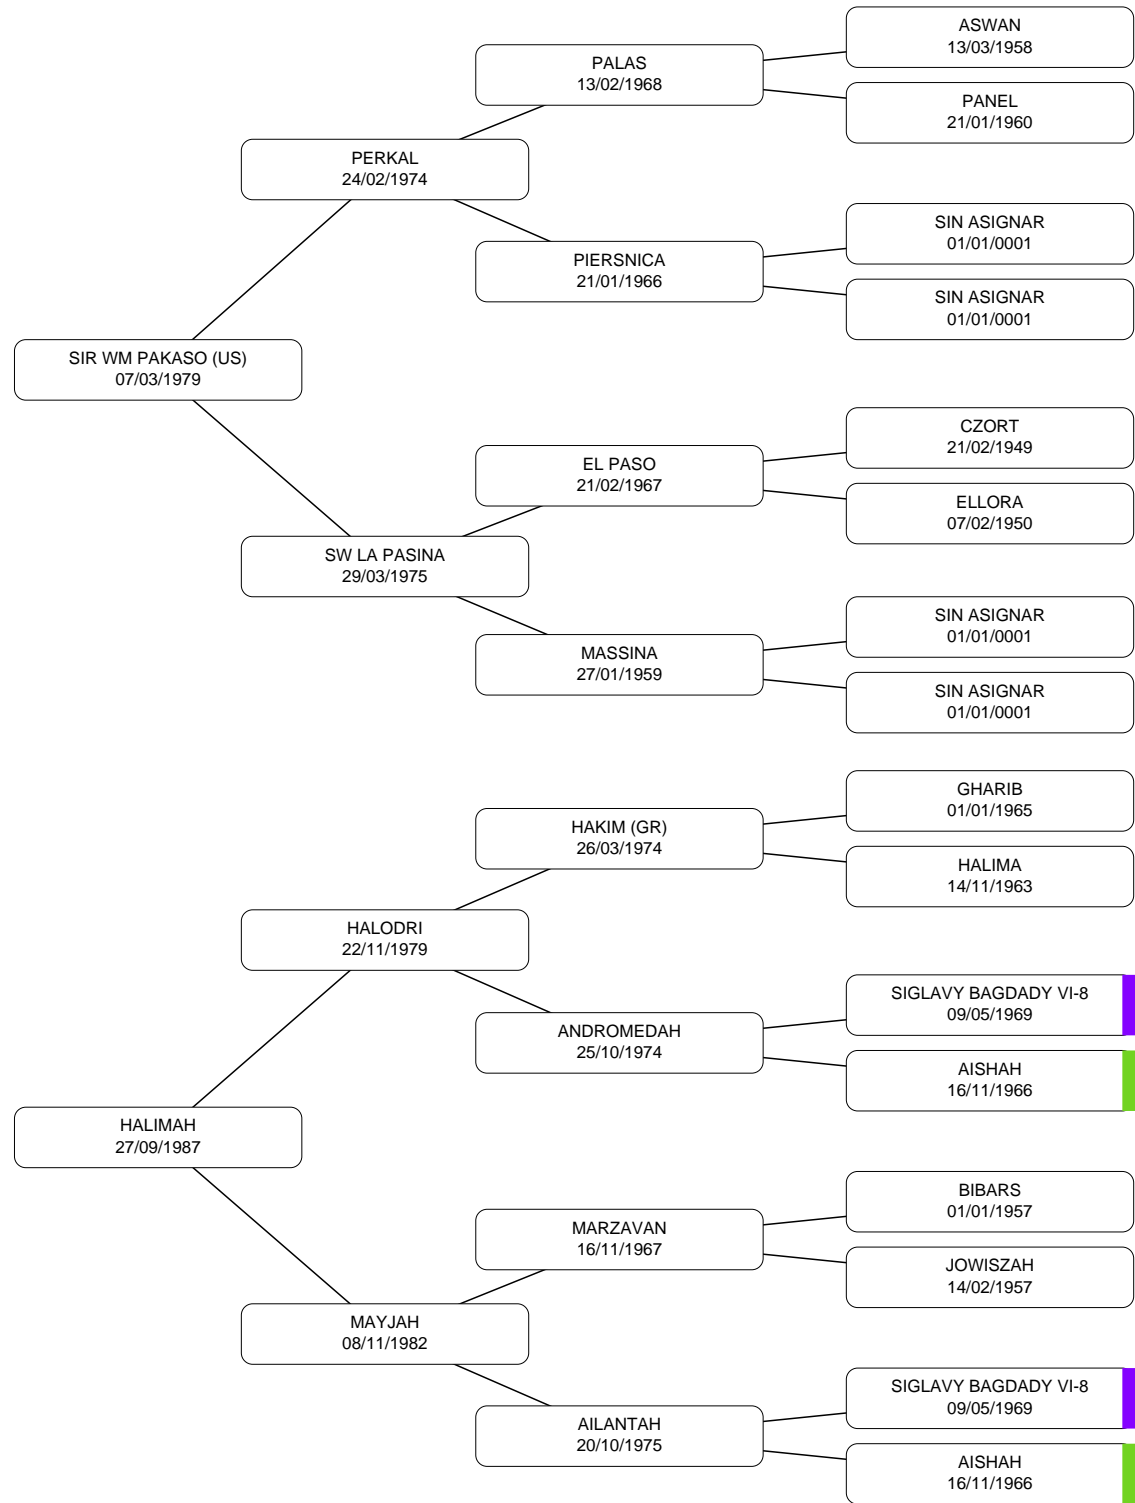 ASWAN
13/03/1958
PALAS
13/02/1968
PANEL
21/01/1960
PERKAL
24/02/1974
SIN ASIGNAR
01/01/0001
PIERSNICA
21/01/1966
SIN ASIGNAR
01/01/0001
SIR WM PAKASO (US)
07/03/1979
CZORT
21/02/1949
EL PASO
21/02/1967
ELLORA
07/02/1950
SW LA PASINA
29/03/1975
SIN ASIGNAR
01/01/0001
MASSINA
27/01/1959
SIN ASIGNAR
01/01/0001
GHARIB
01/01/1965
HAKIM (GR)
26/03/1974
HALIMA
14/11/1963
HALODRI
22/11/1979
SIGLAVY BAGDADY VI-8
09/05/1969
ANDROMEDAH
25/10/1974
AISHAH
16/11/1966
HALIMAH
27/09/1987
BIBARS
01/01/1957
MARZAVAN
16/11/1967
JOWISZAH
14/02/1957
MAYJAH
08/11/1982
SIGLAVY BAGDADY VI-8
09/05/1969
AILANTAH
20/10/1975
AISHAH
16/11/1966